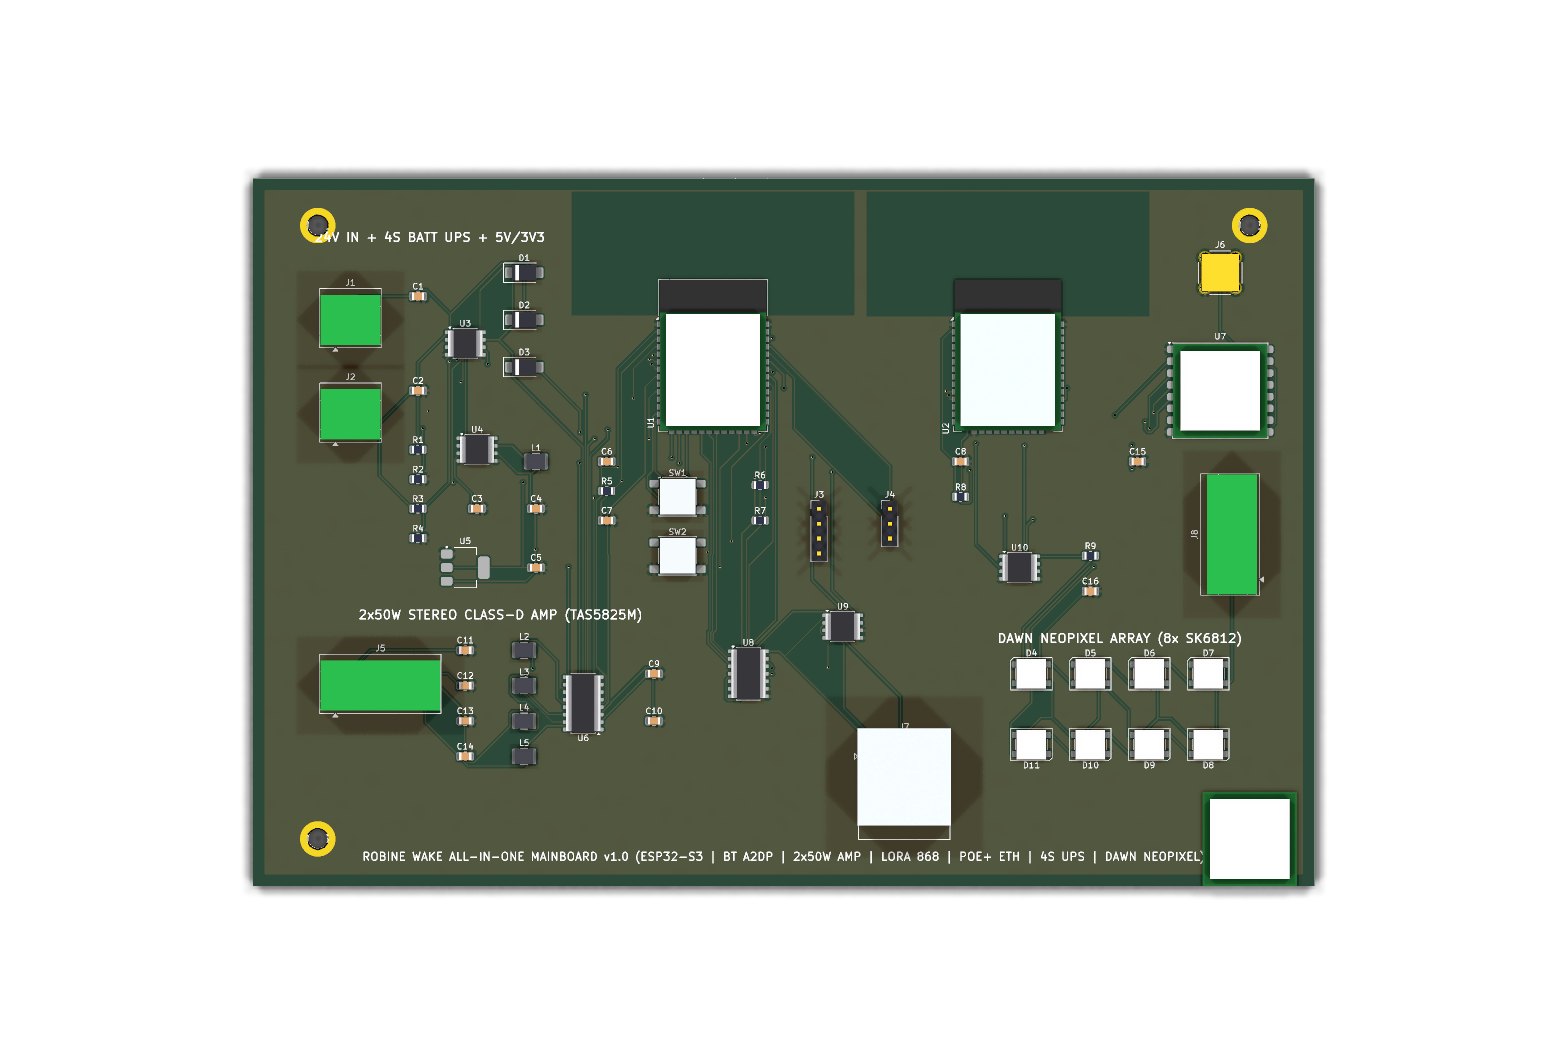 J6
24V IN + 4S BATT UPS + 5V/3V3
D1
J1
C1
D2
U3
U7
D3
J2
C2
U1
U2
U4
R1
L1
C6
C8
C15
R2
SW1
R6
R5
R8
R3
C3
C4
J3
J4
C7
R7
R4
SW2
J8
U5
U10
R9
C5
C16
U9
2x50W STEREO CLASS-D AMP (TAS5825M)
DAWN NEOPIXEL ARRAY (8x SK6812)
J5
C11
L2
U8
D4
D5
D6
D7
C9
L3
C12
L4
C13
C10
J7
U6
L5
C14
D11
D10
D9
D8
ROBINE WAKE ALL-IN-ONE MAINBOARD v1.0 (ESP32-S3 | BT A2DP | 2x50W AMP | LORA 868 | POE+ ETH | 4S UPS | DAWN NEOPIXEL)